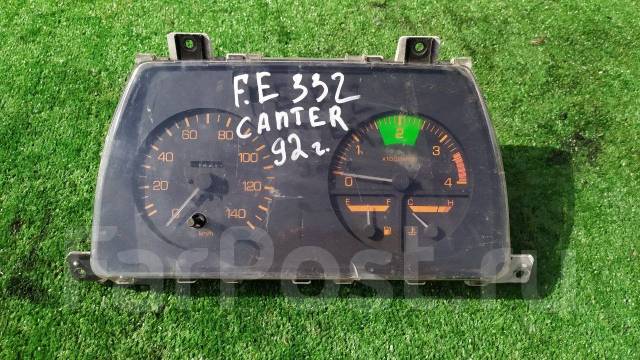 F.E 332
CANTER
92 г.
60 80
40 100
20 120
0 140
km/h
1 2 3
0 4
x1000r/min
E F C H
FarPost.ru